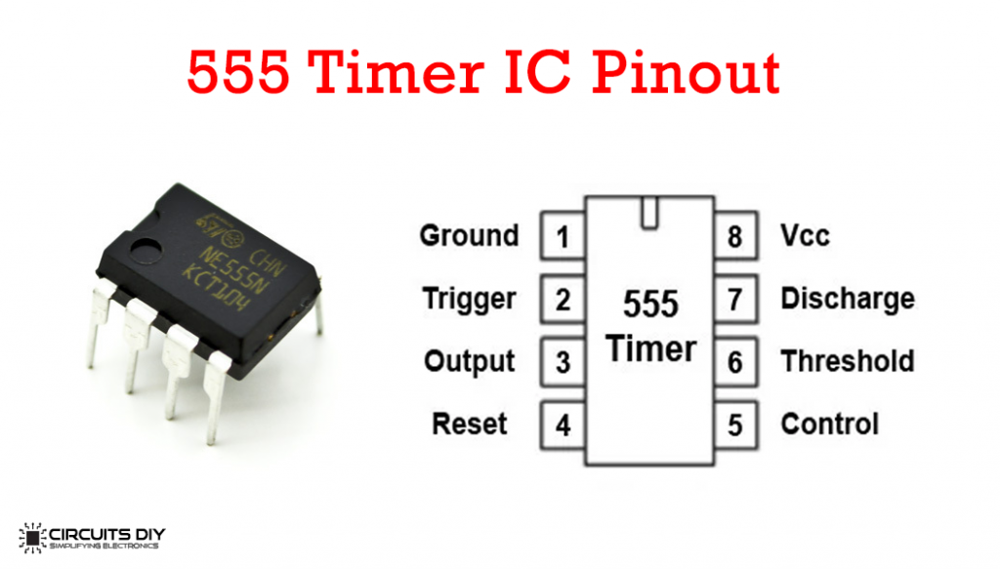 555 Timer IC Pinout
CHN
NE555N
KCT104
Ground 1 8 Vcc
Trigger 2 7 Discharge
555
Timer
Output 3 6 Threshold
Reset 4 5 Control
CIRCUITS DIY
SIMPLIFYING ELECTRONICS